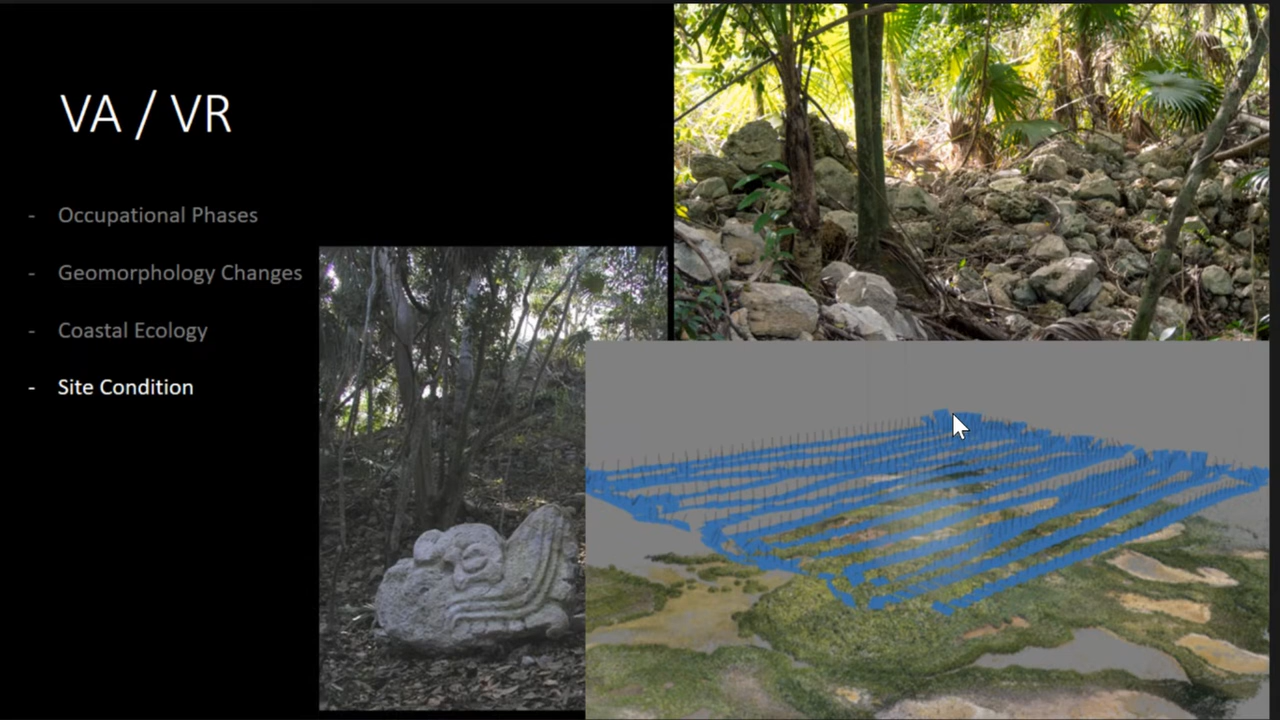 VA / VR
- Occupational Phases
- Geomorphology Changes
- Coastal Ecology
- Site Condition